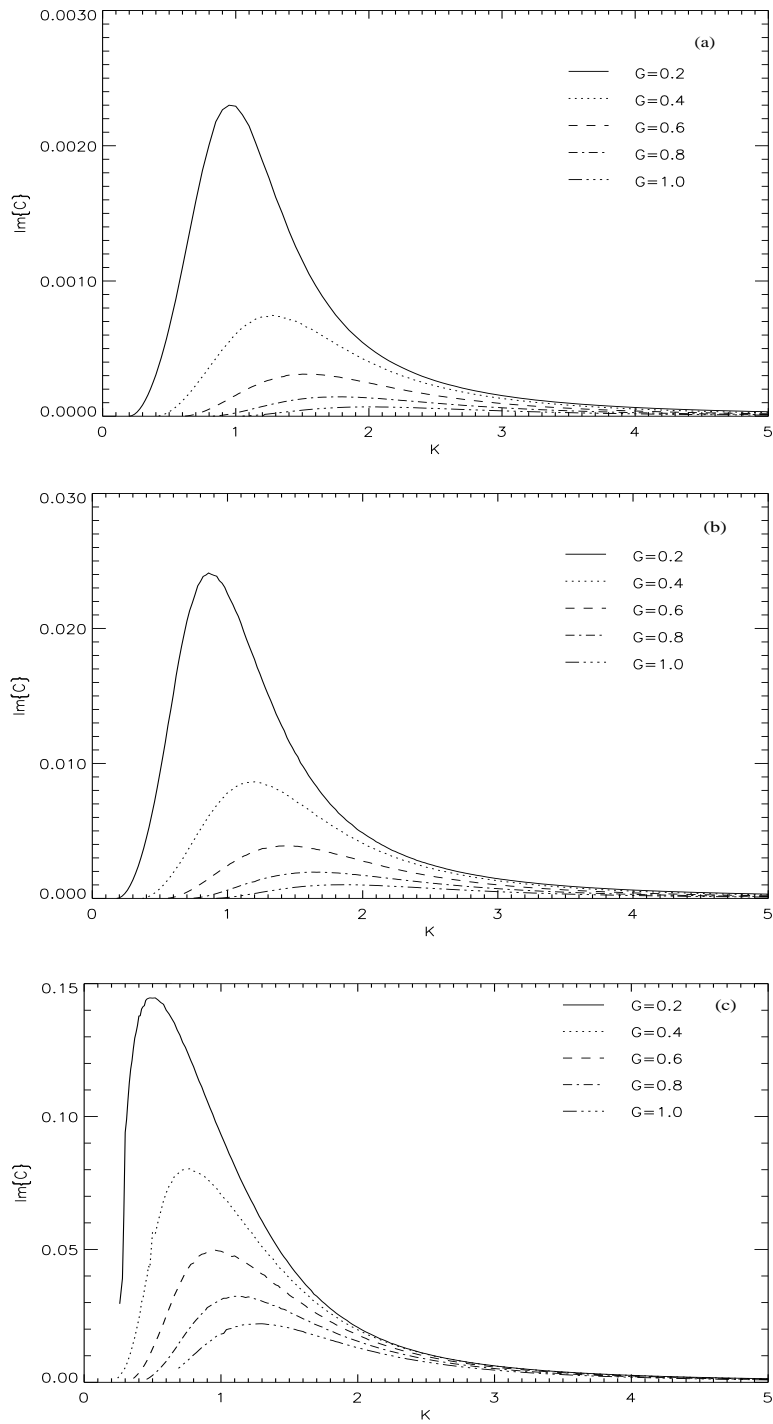 0.0030
(a)
G=0.2
G=0.4
G=0.6
G=0.8
G=1.0
0.0020
Im{C}
0.0010
0.0000
0 1 2 3 4 5
K
0.030
(b)
G=0.2
G=0.4
G=0.6
G=0.8
G=1.0
0.020
Im{C}
0.010
0.000
0 1 2 3 4 5
K
0.15
G=0.2 (c)
G=0.4
G=0.6
G=0.8
G=1.0
0.10
Im{C}
0.05
0.00
0 1 2 3 4 5
K